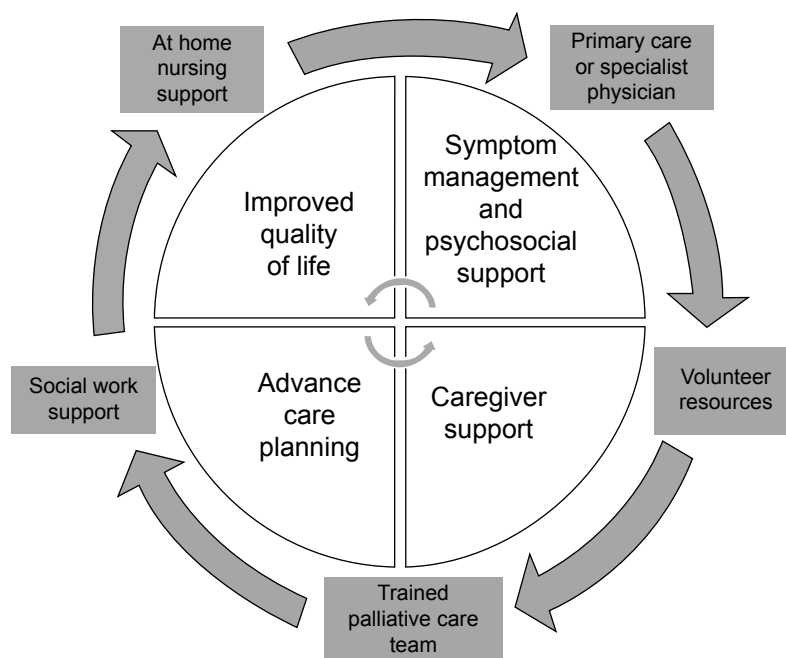 At home
nursing
support
Primary care
or specialist
physician
Improved
quality
of life
Symptom
management
and
psychosocial
support
Social work
support
Advance
care
planning
Caregiver
support
Volunteer
resources
Trained
palliative care
team